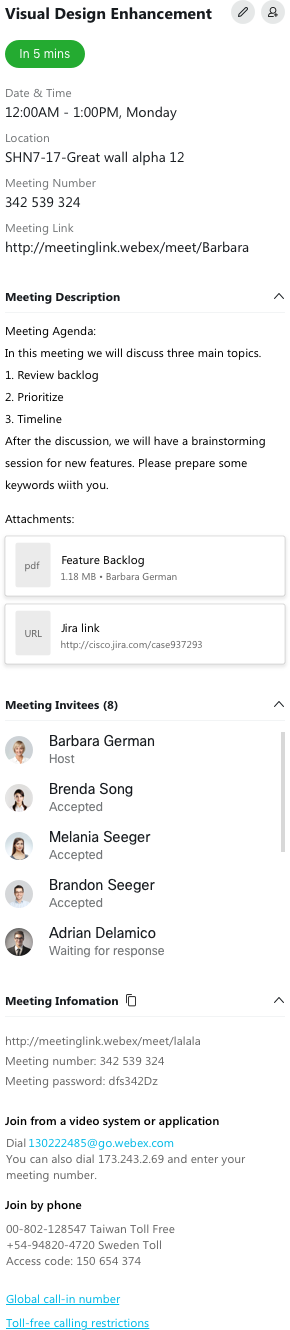 Visual Design Enhancement
In 5 mins
Date & Time
12:00AM - 1:00PM, Monday
Location
SHN7-17-Great wall alpha 12
Meeting Number
342 539 324
Meeting Link
http://meetinglink.webex/meet/Barbara
Meeting Description
Meeting Agenda:
In this meeting we will discuss three main topics.
1. Review backlog
2. Prioritize
3. Timeline
After the discussion, we will have a brainstorming
session for new features. Please prepare some
keywords wiith you.
Attachments:
pdf
Feature Backlog
1.18 MB • Barbara German
URL
Jira link
http://cisco.jira.com/case937293
Meeting Invitees (8)
Barbara German
Host
Brenda Song
Accepted
Melania Seeger
Accepted
Brandon Seeger
Accepted
Adrian Delamico
Waiting for response
Meeting Infomation
http://meetinglink.webex/meet/lalala
Meeting number: 342 539 324
Meeting password: dfs342Dz
Join from a video system or application
Dial 130222485@go.webex.com
You can also dial 173.243.2.69 and enter your
meeting number.
Join by phone
00-802-128547 Taiwan Toll Free
+54-94820-4720 Sweden Toll
Access code: 150 654 374
Global call-in number
Toll-free calling restrictions